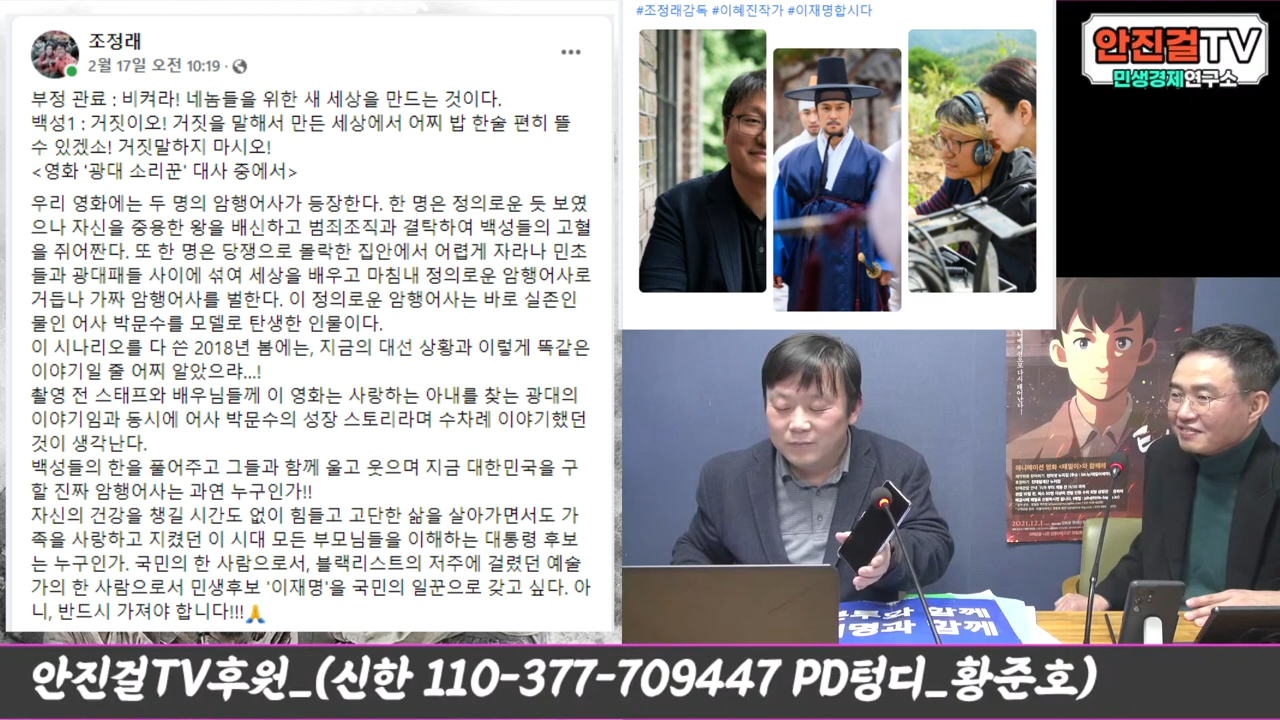 조정래
2월 17일 오전 10:19 ·
부정 관료 : 비켜라! 네놈들을 위한 새 세상을 만드는 것이다.
백성1 : 거짓이오! 거짓을 말해서 만든 세상에서 어찌 밥 한술 편히 뜰
수 있겠소! 거짓말하지 마시오!
<영화 '광대 소리꾼' 대사 중에서>
우리 영화에는 두 명의 암행어사가 등장한다. 한 명은 정의로운 듯 보였
으나 자신을 중용한 왕을 배신하고 범죄조직과 결탁하여 백성들의 고혈
을 쥐어짠다. 또 한 명은 당쟁으로 몰락한 집안에서 어렵게 자라나 민초
들과 광대패들 사이에 섞여 세상을 배우고 마침내 정의로운 암행어사로
거듭나 가짜 암행어사를 벌한다. 이 정의로운 암행어사는 바로 실존인
물인 어사 박문수를 모델로 탄생한 인물이다.
이 시나리오를 다 쓴 2018년 봄에는, 지금의 대선 상황과 이렇게 똑같은
이야기일 줄 어찌 알았으랴...!
촬영 전 스태프와 배우님들께 이 영화는 사랑하는 아내를 찾는 광대의
이야기임과 동시에 어사 박문수의 성장 스토리라며 수차례 이야기했던
것이 생각난다.
백성들의 한을 풀어주고 그들과 함께 울고 웃으며 지금 대한민국을 구
할 진짜 암행어사는 과연 누구인가!!
자신의 건강을 챙길 시간도 없이 힘들고 고단한 삶을 살아가면서도 가
족을 사랑하고 지켰던 이 시대 모든 부모님들을 이해하는 대통령 후보
는 누구인가. 국민의 한 사람으로서, 블랙리스트의 저주에 걸렸던 예술
가의 한 사람으로서 민생후보 '이재명'을 국민의 일꾼으로 갖고 싶다. 아
니, 반드시 가져야 합니다!!!🙏
#조정래감독 #이혜진작가 #이재명합시다
안진걸TV
민생경제연구소
애니메이션 영화 <태일이>와 함께해
2021.12.1
함께
명과 함께
안진걸TV후원_(신한 110-377-709447 PD텅디_황준호)